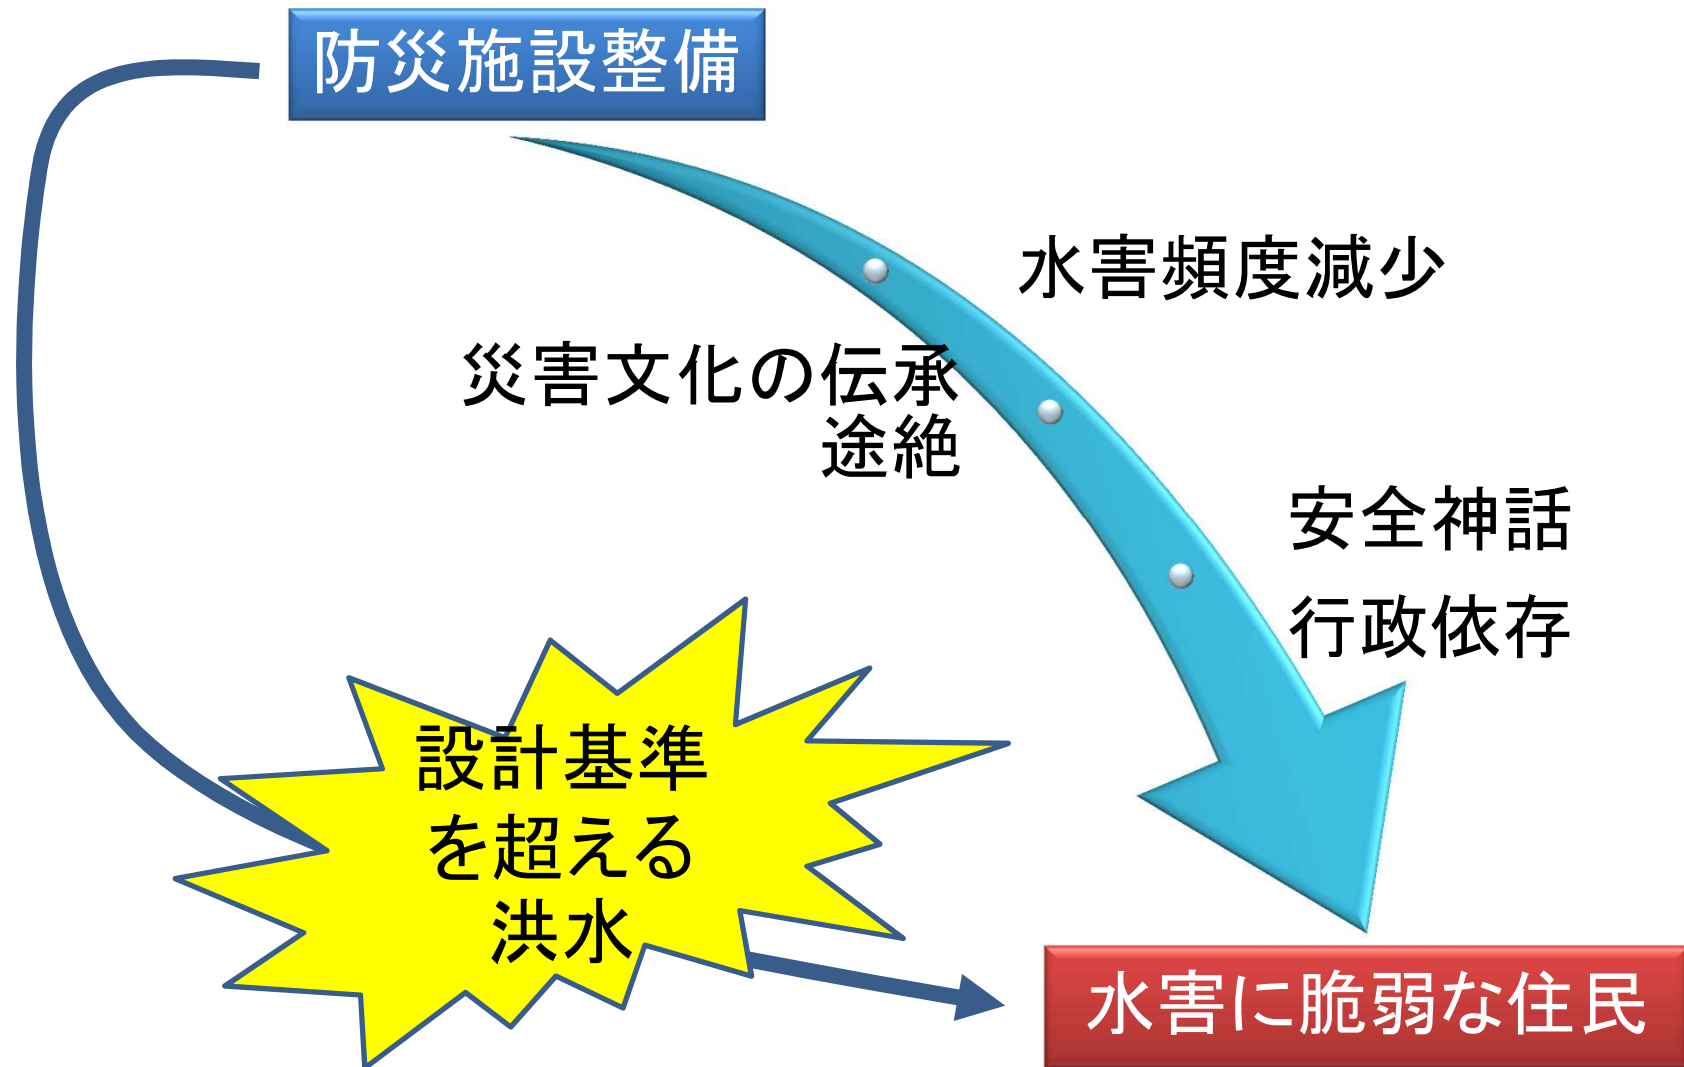 防災施設整備
水害頻度減少
災害文化の伝承
途絶
安全神話
行政依存
設計基準
を超える
洪水
水害に脆弱な住民